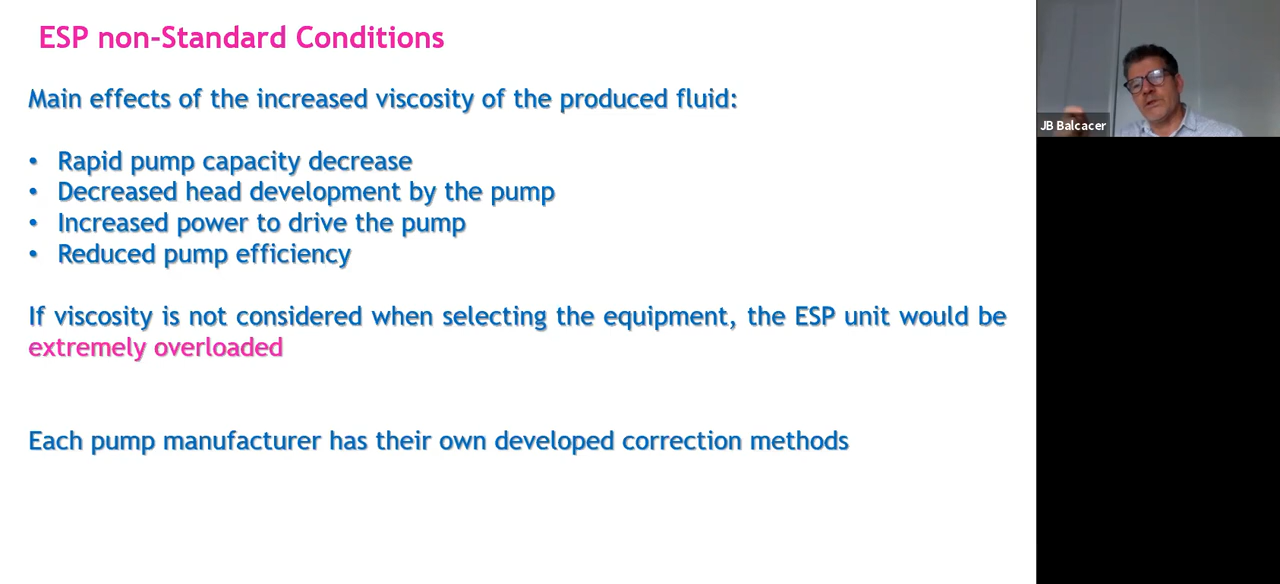 ESP non-Standard Conditions
Main effects of the increased viscosity of the produced fluid:
• Rapid pump capacity decrease
• Decreased head development by the pump
• Increased power to drive the pump
• Reduced pump efficiency
If viscosity is not considered when selecting the equipment, the ESP unit would be
extremely overloaded
Each pump manufacturer has their own developed correction methods
JB Balcacer